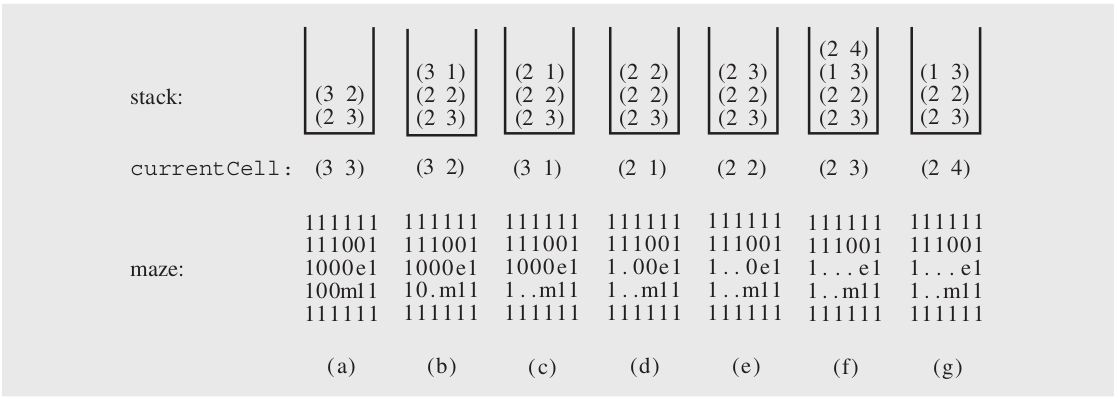 (2 4)
(3 1) (2 1) (2 2) (2 3) (1 3) (1 3)
stack: (3 2) (2 2) (2 2) (2 2) (2 2) (2 2) (2 2)
(2 3) (2 3) (2 3) (2 3) (2 3) (2 3) (2 3)
currentCell: (3 3) (3 2) (3 1) (2 1) (2 2) (2 3) (2 4)
111111 111111 111111 111111 111111 111111 111111
111001 111001 111001 111001 111001 111001 111001
maze: 1000e1 1000e1 1000e1 1.00e1 1..0e1 1...e1 1...e1
100m11 10.m11 1..m11 1..m11 1..m11 1..m11 1..m11
111111 111111 111111 111111 111111 111111 111111
(a) (b) (c) (d) (e) (f) (g)